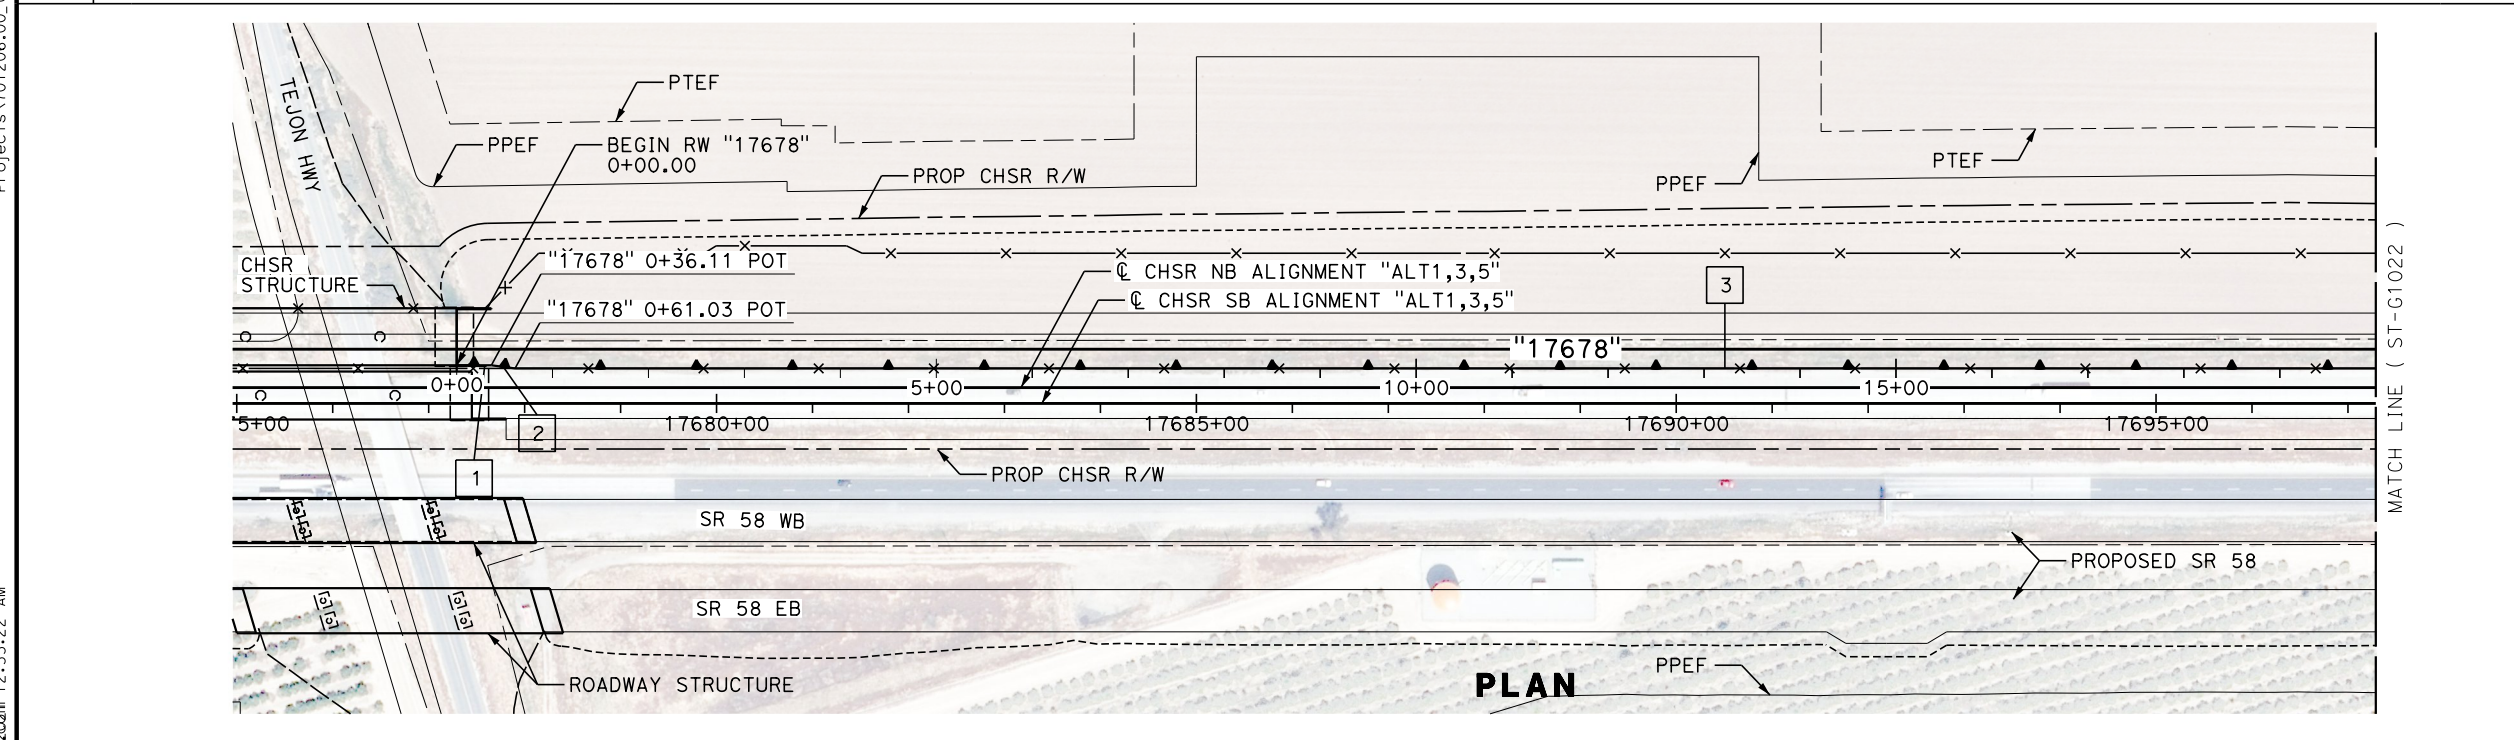 PTEF
TEJON HWY
PPEF
BEGIN RW "17678"
0+00.00
PROP CHSR R/W
PPEF
PTEF
CHSR
STRUCTURE
"17678" 0+36.11 POT
"17678" 0+61.03 POT
℄ CHSR NB ALIGNMENT "ALT1,3,5"
℄ CHSR SB ALIGNMENT "ALT1,3,5"
3
"17678"
C
C
C
C
0+00
5+00
10+00
15+00
5+00
17680+00
17685+00
17690+00
17695+00
2
1
PROP CHSR R/W
SR 58 WB
SR 58 EB
PROPOSED SR 58
ROADWAY STRUCTURE
PPEF
PLAN
MATCH LINE ( ST-G1022 )